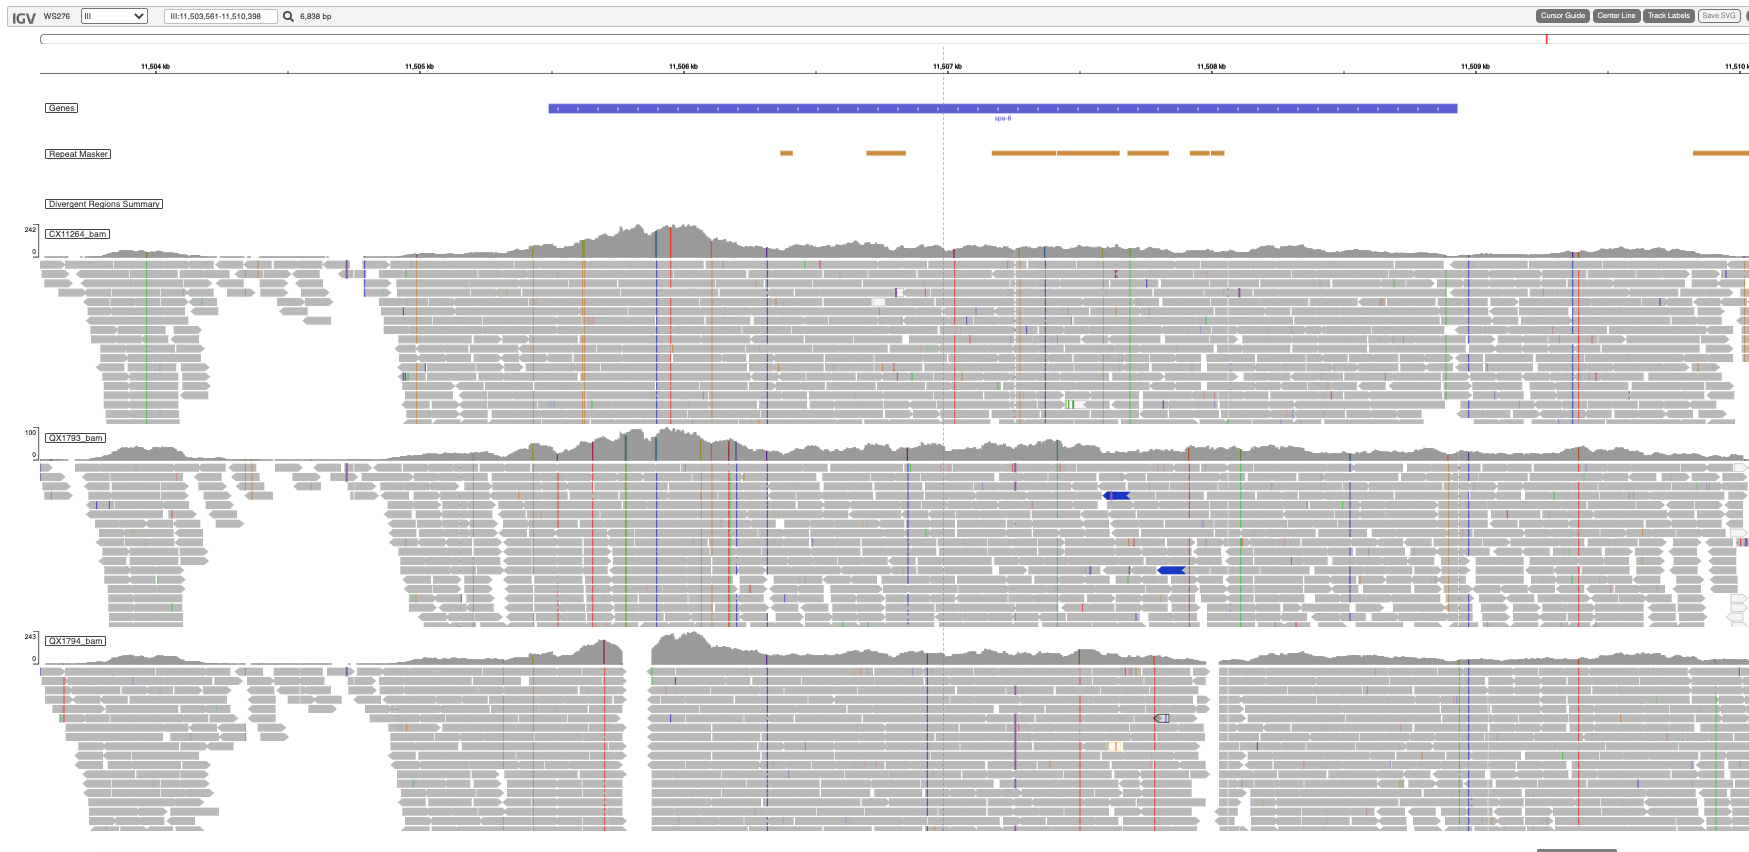 IGV WS276 III III:11,503,561-11,510,398 6,838 bp Cursor Guide Center Line Track Labels Save SVG
11,504 kb 11,505 kb 11,506 kb 11,507 kb 11,508 kb 11,509 kb 11,510 k
Genes
spe-6
Repeat Masker
Divergent Regions Summary
242
CX11264_bam
0
100
QX1793_bam
0
243
QX1794_bam
0